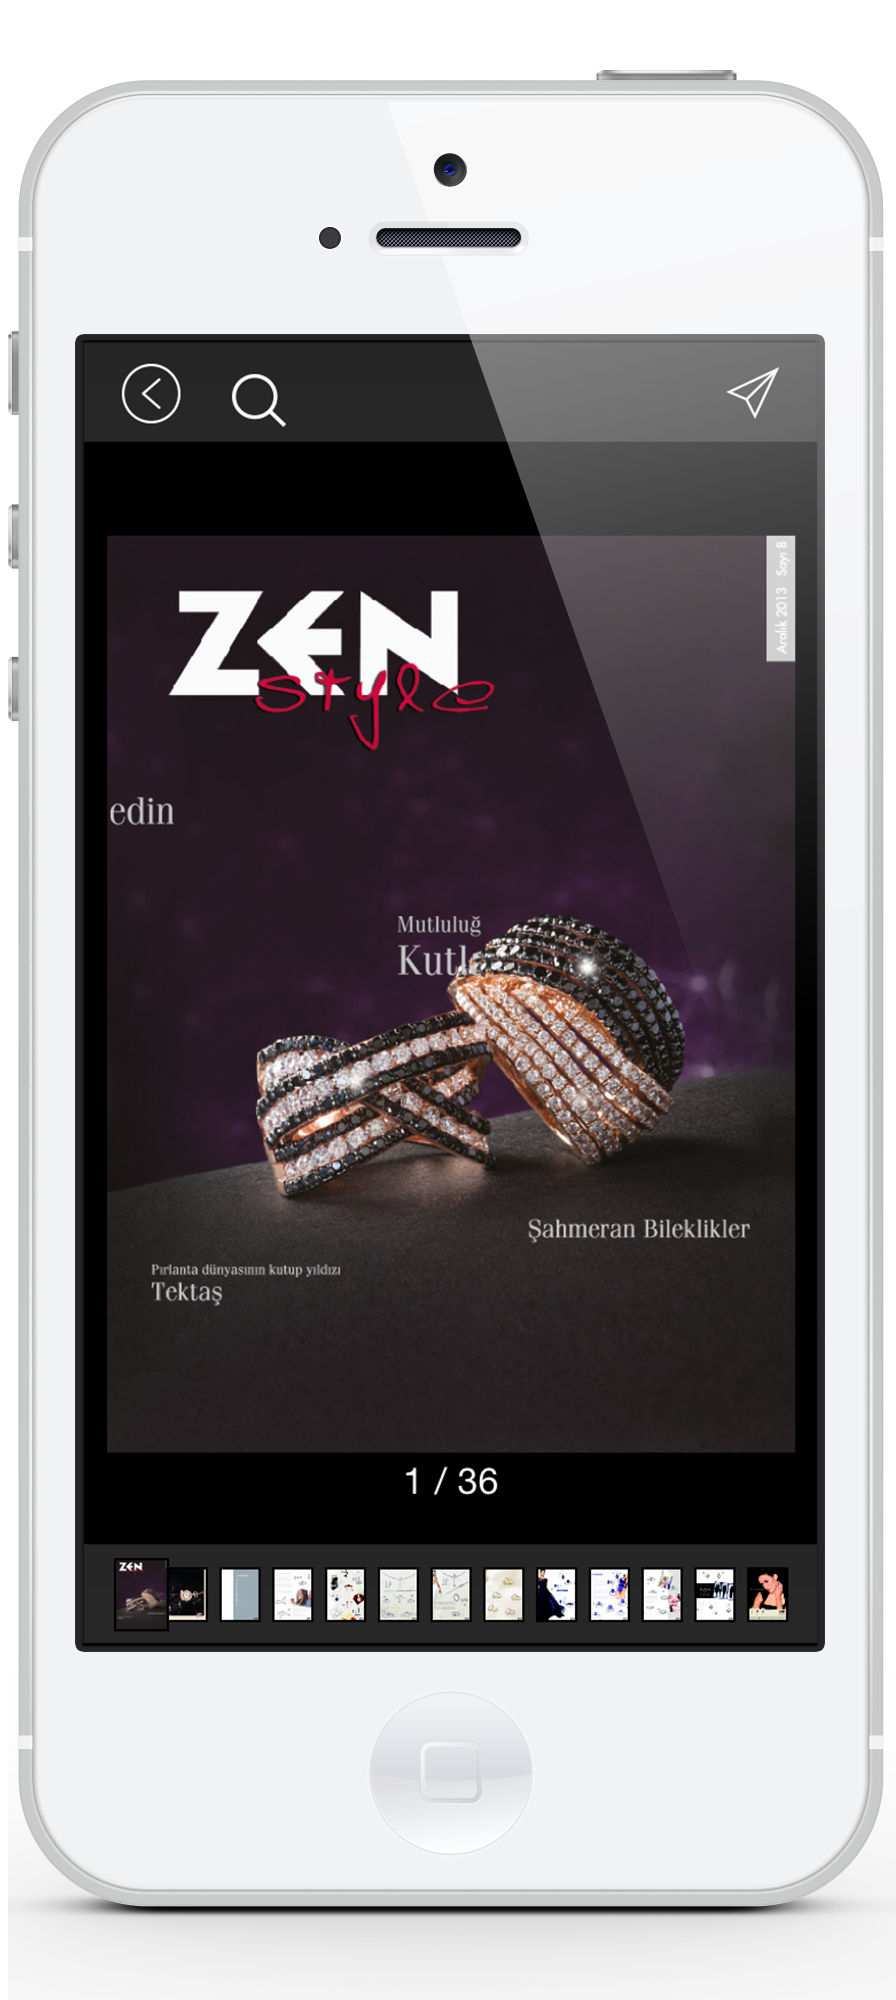 Aralık 2013 Sayı 8
ZEN
style
edin
Mutluluğ
Kutl
Şahmeran Bileklikler
Pırlanta dünyasının kutup yıldızı
Tektaş
1 / 36
ZEN